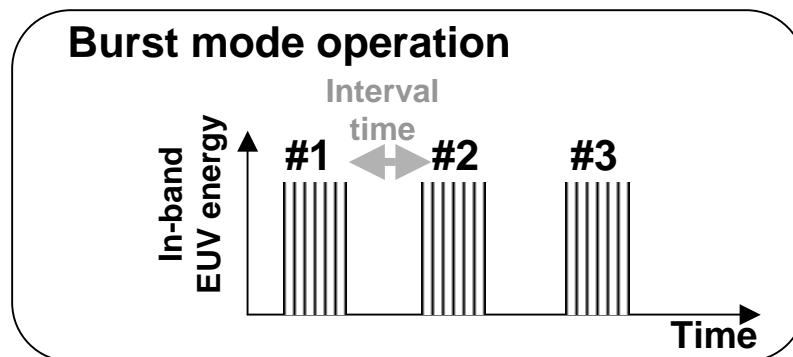 Burst mode operation
Interval
time
In-band
EUV energy
#1
#2
#3
Time